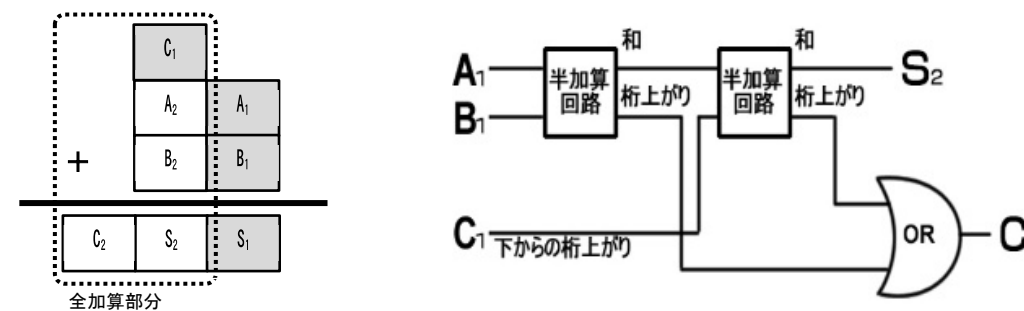 C₁
A₂ A₁
+ B₂ B₁
C₂ S₂ S₁
全加算部分
和 和
A₁ 半加算回路 半加算回路 S₂
桁上がり 桁上がり
B₁
C₁ 下からの桁上がり
OR C